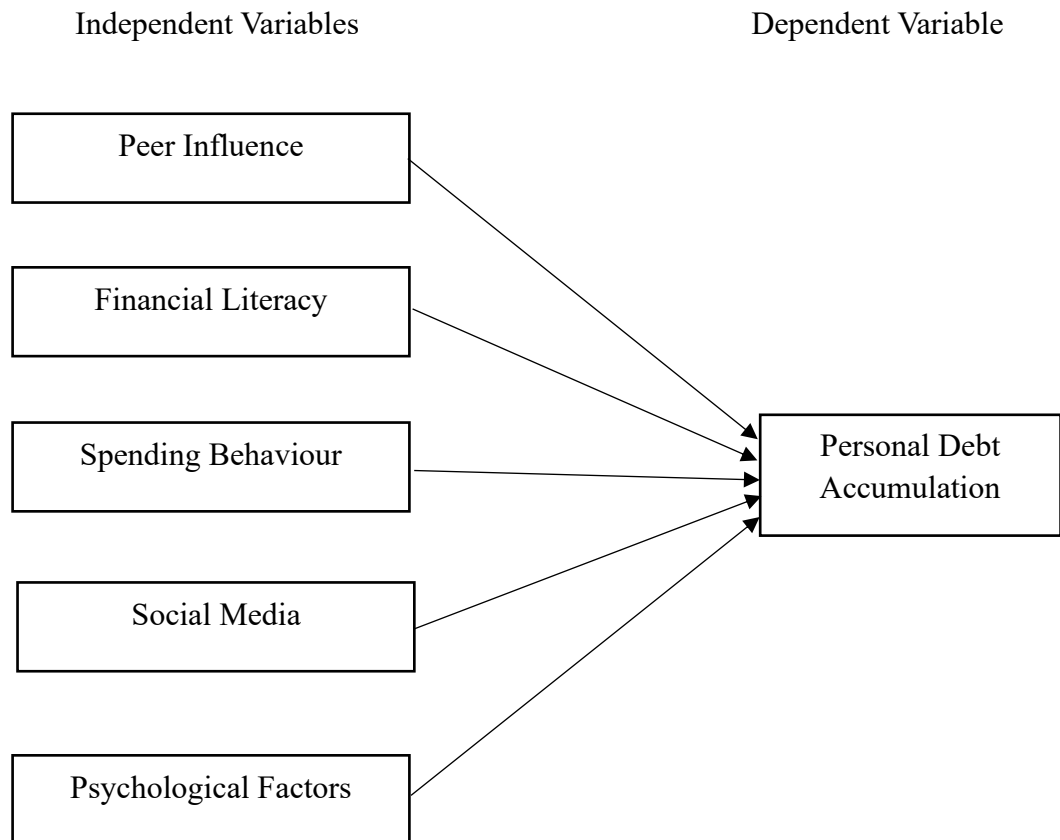 Independent Variables
Dependent Variable
Peer Influence
Financial Literacy
Spending Behaviour
Personal Debt
Accumulation
Social Media
Psychological Factors